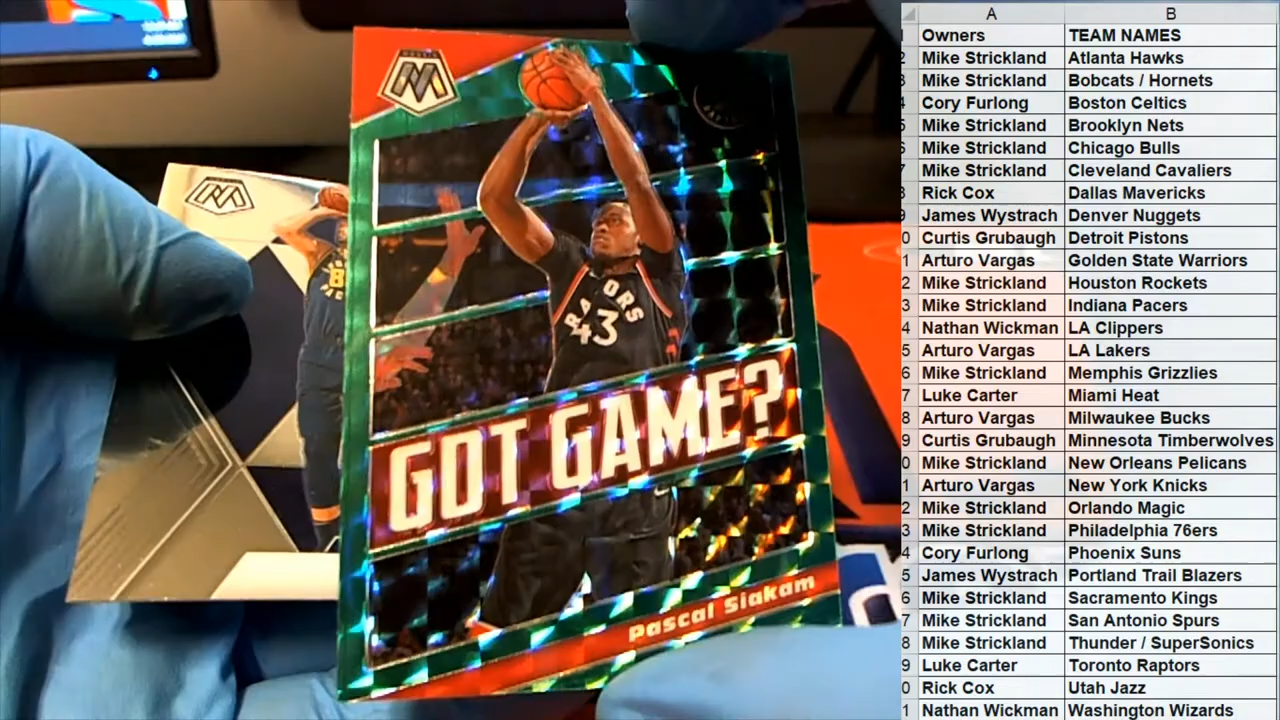 RAPTORS
43
GOT GAME?
Pascal Siakam
A B
Owners TEAM NAMES
Mike Strickland Atlanta Hawks
Mike Strickland Bobcats / Hornets
Cory Furlong Boston Celtics
Mike Strickland Brooklyn Nets
Mike Strickland Chicago Bulls
Mike Strickland Cleveland Cavaliers
Rick Cox Dallas Mavericks
James Wystrach Denver Nuggets
Curtis Grubaugh Detroit Pistons
Arturo Vargas Golden State Warriors
Mike Strickland Houston Rockets
Mike Strickland Indiana Pacers
Nathan Wickman LA Clippers
Arturo Vargas LA Lakers
Mike Strickland Memphis Grizzlies
Luke Carter Miami Heat
Arturo Vargas Milwaukee Bucks
Curtis Grubaugh Minnesota Timberwolves
Mike Strickland New Orleans Pelicans
Arturo Vargas New York Knicks
Mike Strickland Orlando Magic
Mike Strickland Philadelphia 76ers
Cory Furlong Phoenix Suns
James Wystrach Portland Trail Blazers
Mike Strickland Sacramento Kings
Mike Strickland San Antonio Spurs
Mike Strickland Thunder / SuperSonics
Luke Carter Toronto Raptors
Rick Cox Utah Jazz
Nathan Wickman Washington Wizards